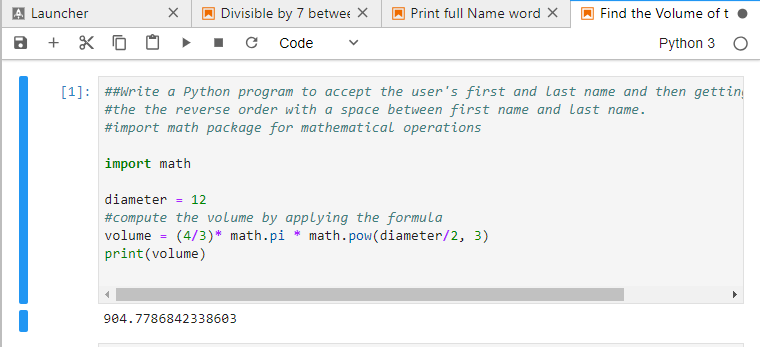 Launcher
Divisible by 7 betwee
Print full Name word
Find the Volume of t
Code
Python 3
[1]:
##Write a Python program to accept the user's first and last name and then getting
#the the reverse order with a space between first name and last name.
#import math package for mathematical operations
import math
diameter = 12
#compute the volume by applying the formula
volume = (4/3)* math.pi * math.pow(diameter/2, 3)
print(volume)
904.7786842338603